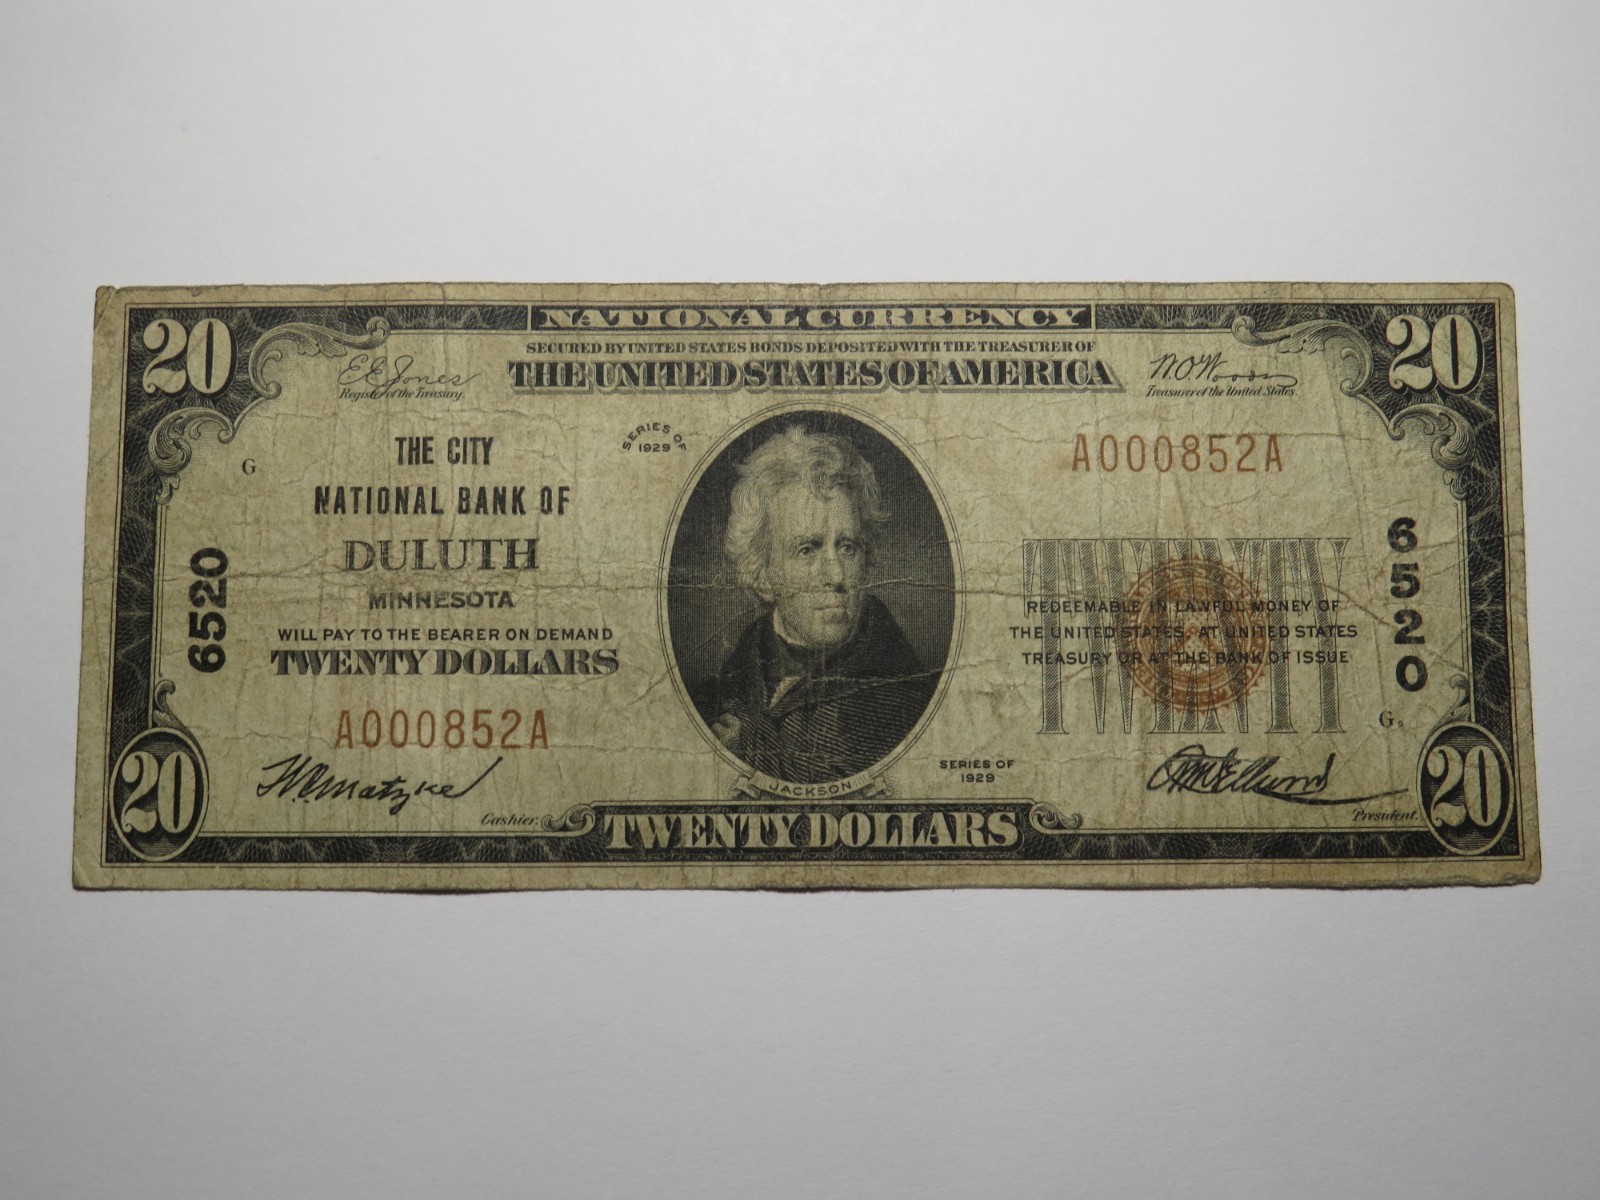 20
NATIONAL CURRENCY
20
SECURED BY UNITED STATES BONDS DEPOSITED WITH THE TREASURER OF
THE UNITED STATES OF AMERICA
E E Jones
Register of the Treasury.
W.O. Woods
Treasurer of the United States.
SERIES OF
1929
THE CITY
NATIONAL BANK OF
DULUTH
MINNESOTA
WILL PAY TO THE BEARER ON DEMAND
TWENTY DOLLARS
G
A000852A
6520
6520
TWENTY
REDEEMABLE IN LAWFUL MONEY OF
THE UNITED STATES, AT UNITED STATES
TREASURY OR AT THE BANK OF ISSUE
A000852A
G
JACKSON
SERIES OF
1929
Matzke
Cashier.
President.
20
TWENTY DOLLARS
20